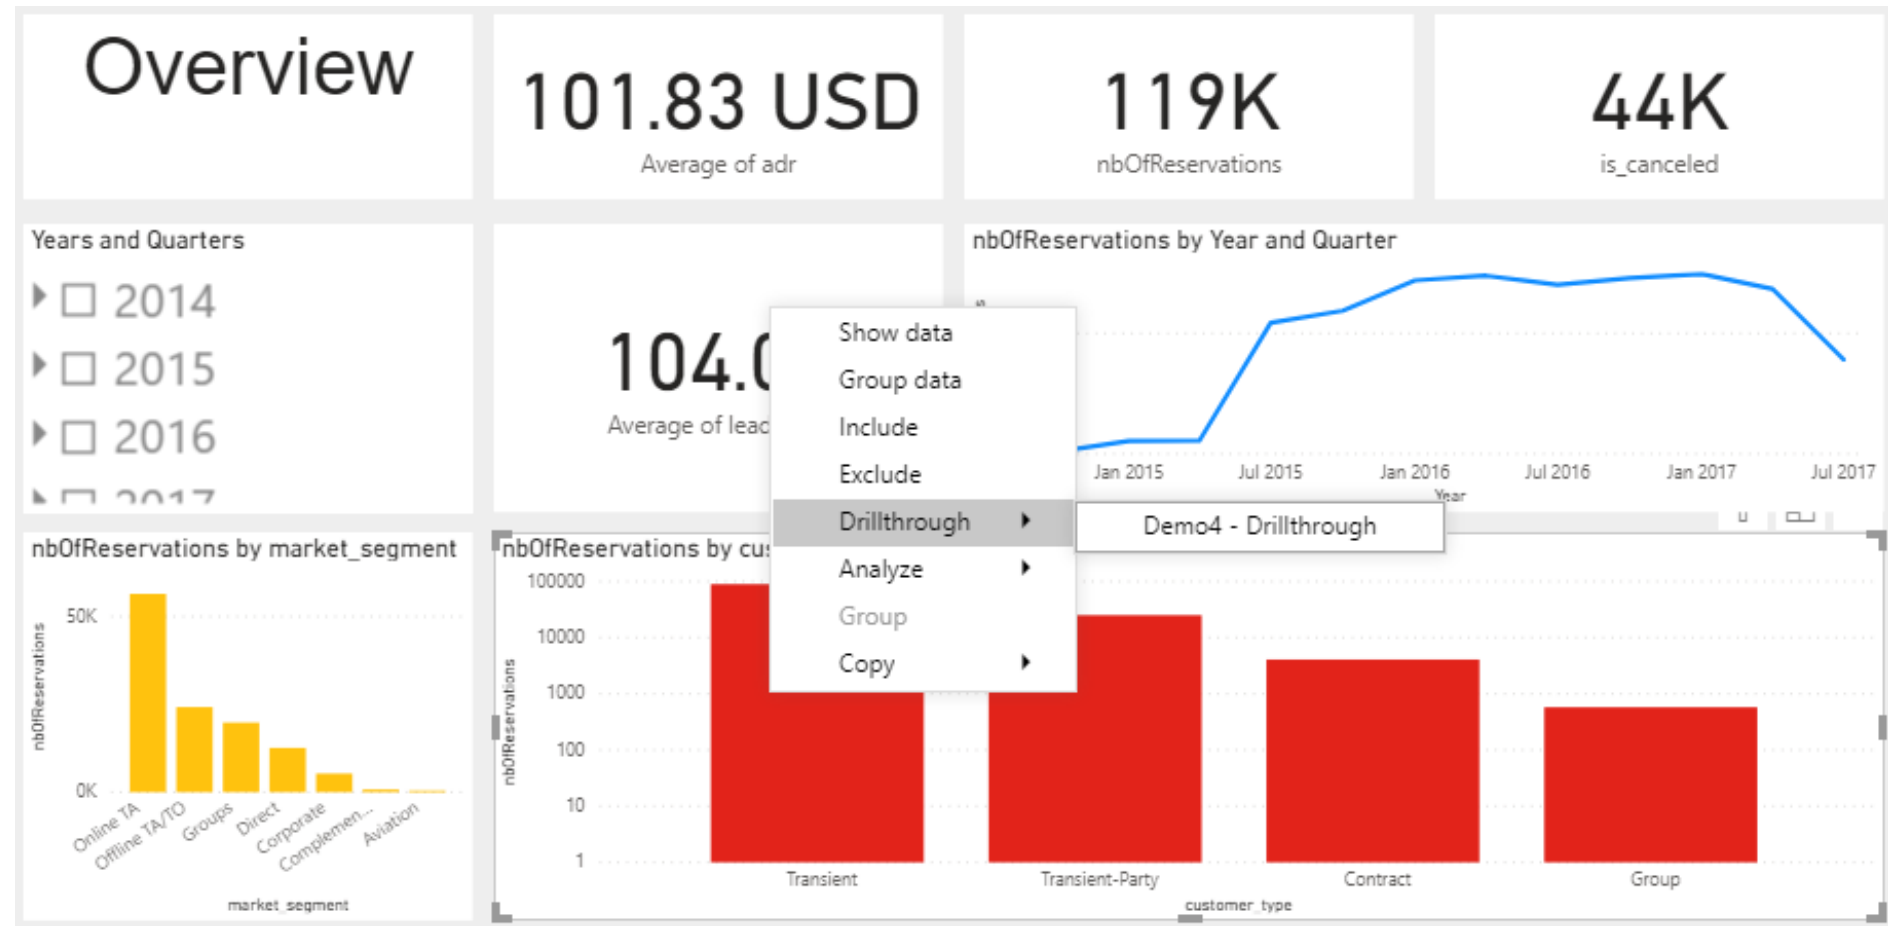 Overview
101.83 USD
Average of adr
119K
nbOfReservations
44K
is_canceled
Years and Quarters
2014
2015
2016
2017
104.0
Average of lead
nbOfReservations by Year and Quarter
Jan 2015
Jul 2015
Jan 2016
Jul 2016
Jan 2017
Jul 2017
Year
Show data
Group data
Include
Exclude
Drillthrough
Analyze
Group
Copy
Demo4 - Drillthrough
nbOfReservations by market_segment
nbOfReservations
50K
0K
Online TA
Offline TA/TO
Groups
Direct
Corporate
Complemen...
Aviation
market_segment
nbOfReservations by cu
nbOfReservations
100000
10000
1000
100
10
1
Transient
Transient-Party
Contract
Group
customer_type